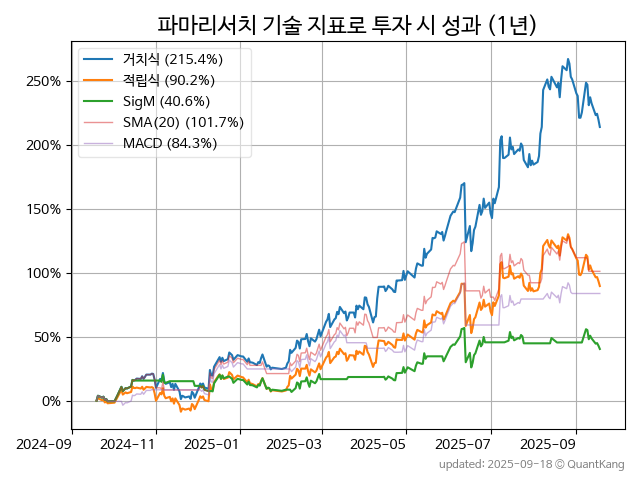 파마리서치 기술 지표로 투자 시 성과 (1년)
거치식 (215.4%)
적립식 (90.2%)
SigM (40.6%)
SMA(20) (101.7%)
MACD (84.3%)
250%
200%
150%
100%
50%
0%
2024-09 2024-11 2025-01 2025-03 2025-05 2025-07 2025-09
updated: 2025-09-18 ⓒ QuantKang